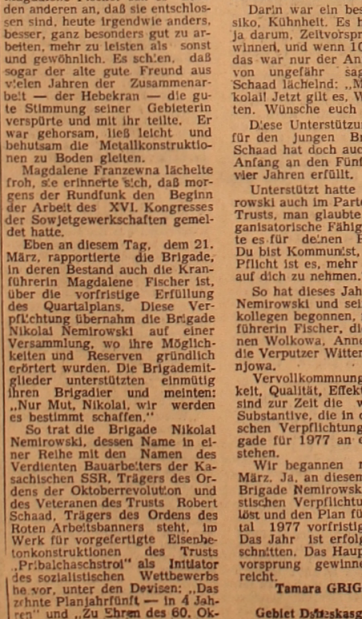 den anderen an, daß sie entschlos-
sen sind, heute irgendwie anders,
besser, ganz besonders gut zu ar-
beiten, mehr zu leisten als sonst
und gewöhnlich. Es schien, daß
sogar der alte gute Freund aus
vielen Jahren der Zusammenar-
beit — der Hebekran — die gu-
te Stimmung seiner Gebieterin
verspürte und mit ihr teilte. Er
war gehorsam, ließ leicht und
behutsam die Metallkonstruktio-
nen zu Boden gleiten.
Magdalene Franzewna lächelte
froh, sie erinnerte sich, daß mor-
gens der Rundfunk den Beginn
der Arbeit des XVI. Kongresses
der Sowjetgewerkschaften gemel-
det hatte.
Eben an diesem Tag, dem 21.
März, rapportierte die Brigade,
in deren Bestand auch die Kran-
führerin Magdalene Fischer ist,
über die vorfristige Erfüllung
des Quartalplans. Diese Ver-
pflichtung übernahm die Brigade
Nikolai Nemirowski auf einer
Versammlung, wo ihre Möglich-
keiten und Reserven gründlich
erörtert wurden. Die Brigademit-
glieder unterstützten einmütig
ihren Brigadier und meinten:
„Nur Mut, Nikolai, wir werden
es bestimmt schaffen."
So trat die Brigade Nikolai
Nemirowski, dessen Name in ei-
ner Reihe mit den Namen des
Verdienten Bauarbeiters der Ka-
sachischen SSR, Trägers des Or-
dens der Oktoberrevolution und
des Veteranen des Trusts Robert
Schaad, Trägers des Ordens des
Roten Arbeitsbanners steht, im
Werk für vorgefertigte Eisenbe-
tonkonstruktionen des Trusts
„Pribalchaschstroi" als Initiator
des sozialistischen Wettbewerbs
hervor, unter den Devisen: „Das
zehnte Planjahrfünft — in 4 Jah-
ren" und „Zu Ehren des 60. Ok-
Darin war ein bes
siko, Kühnheit. Es
ja darum, Zeitvorspr
winnen, und wenn 10
das war nur der An
von ungefähr sa
Schaad lächelnd: „
kolai! Jetzt gilt es,
ten. Wünsche euch
Diese Unterstützu
für den jungen Br
Schaad hat doch auc
Anfang an den Fünf
vier Jahren erfüllt.
Unterstützt hatte
rowski auch im Parte
Trusts, man glaubte
ganisatorische Fähig
te es für deinen
Du bist Kommunist,
Pflicht ist es, mehr
auf dich zu nehmen.
So hat dieses Jah
Nemirowski und sei
kollegen begonnen,
führerin Fischer, di
nen Wolkowa, Anne
die Verputzer Witter
njowa.
Vervollkommnung
keit, Qualität, Effekt
sind zur Zeit die
Substantive, die in
schen Verpflichtung
gade für 1977 an
stehen.
Wir begannen
März. Ja, an diesem
Brigade Nemirowsk
stischen Verpflichtu
löst und den Plan fü
tal 1977 vorfristig
Das Jahr ist erfolg
schnitten. Das Haup
vorsprung gewinne
reicht.
Tamara GRIG
Gebiet Dsheskasg